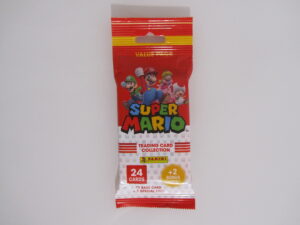 VALUE PACK
SUPER
MARIO
TRADING CARD
COLLECTION
PANINI
24
CARDS
+2